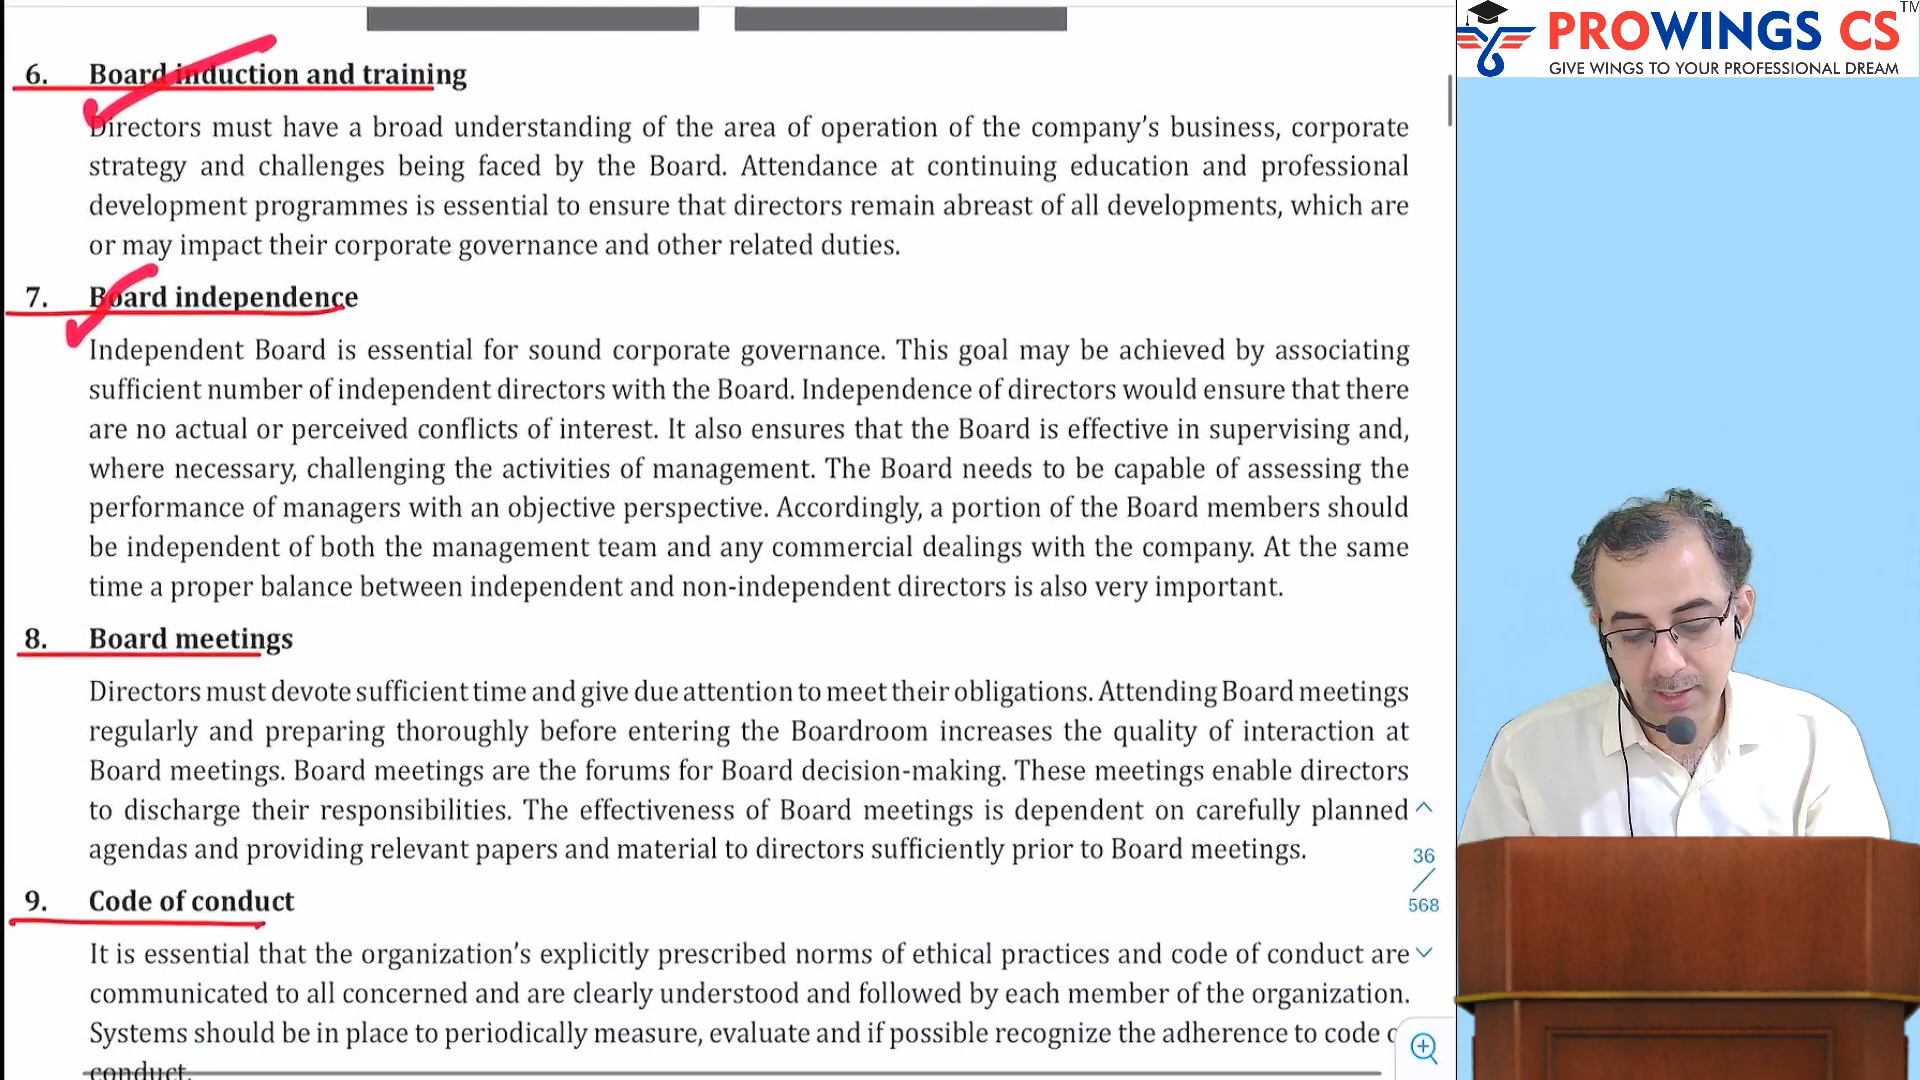 PROWINGS CS TM
GIVE WINGS TO YOUR PROFESSIONAL DREAM
6. Board induction and training
Directors must have a broad understanding of the area of operation of the company's business, corporate
strategy and challenges being faced by the Board. Attendance at continuing education and professional
development programmes is essential to ensure that directors remain abreast of all developments, which are
or may impact their corporate governance and other related duties.
7. Board independence
Independent Board is essential for sound corporate governance. This goal may be achieved by associating
sufficient number of independent directors with the Board. Independence of directors would ensure that there
are no actual or perceived conflicts of interest. It also ensures that the Board is effective in supervising and,
where necessary, challenging the activities of management. The Board needs to be capable of assessing the
performance of managers with an objective perspective. Accordingly, a portion of the Board members should
be independent of both the management team and any commercial dealings with the company. At the same
time a proper balance between independent and non-independent directors is also very important.
8. Board meetings
Directors must devote sufficient time and give due attention to meet their obligations. Attending Board meetings
regularly and preparing thoroughly before entering the Boardroom increases the quality of interaction at
Board meetings. Board meetings are the forums for Board decision-making. These meetings enable directors
to discharge their responsibilities. The effectiveness of Board meetings is dependent on carefully planned
agendas and providing relevant papers and material to directors sufficiently prior to Board meetings.
36
/
568
9. Code of conduct
It is essential that the organization's explicitly prescribed norms of ethical practices and code of conduct are
communicated to all concerned and are clearly understood and followed by each member of the organization.
Systems should be in place to periodically measure, evaluate and if possible recognize the adherence to code
conduct.